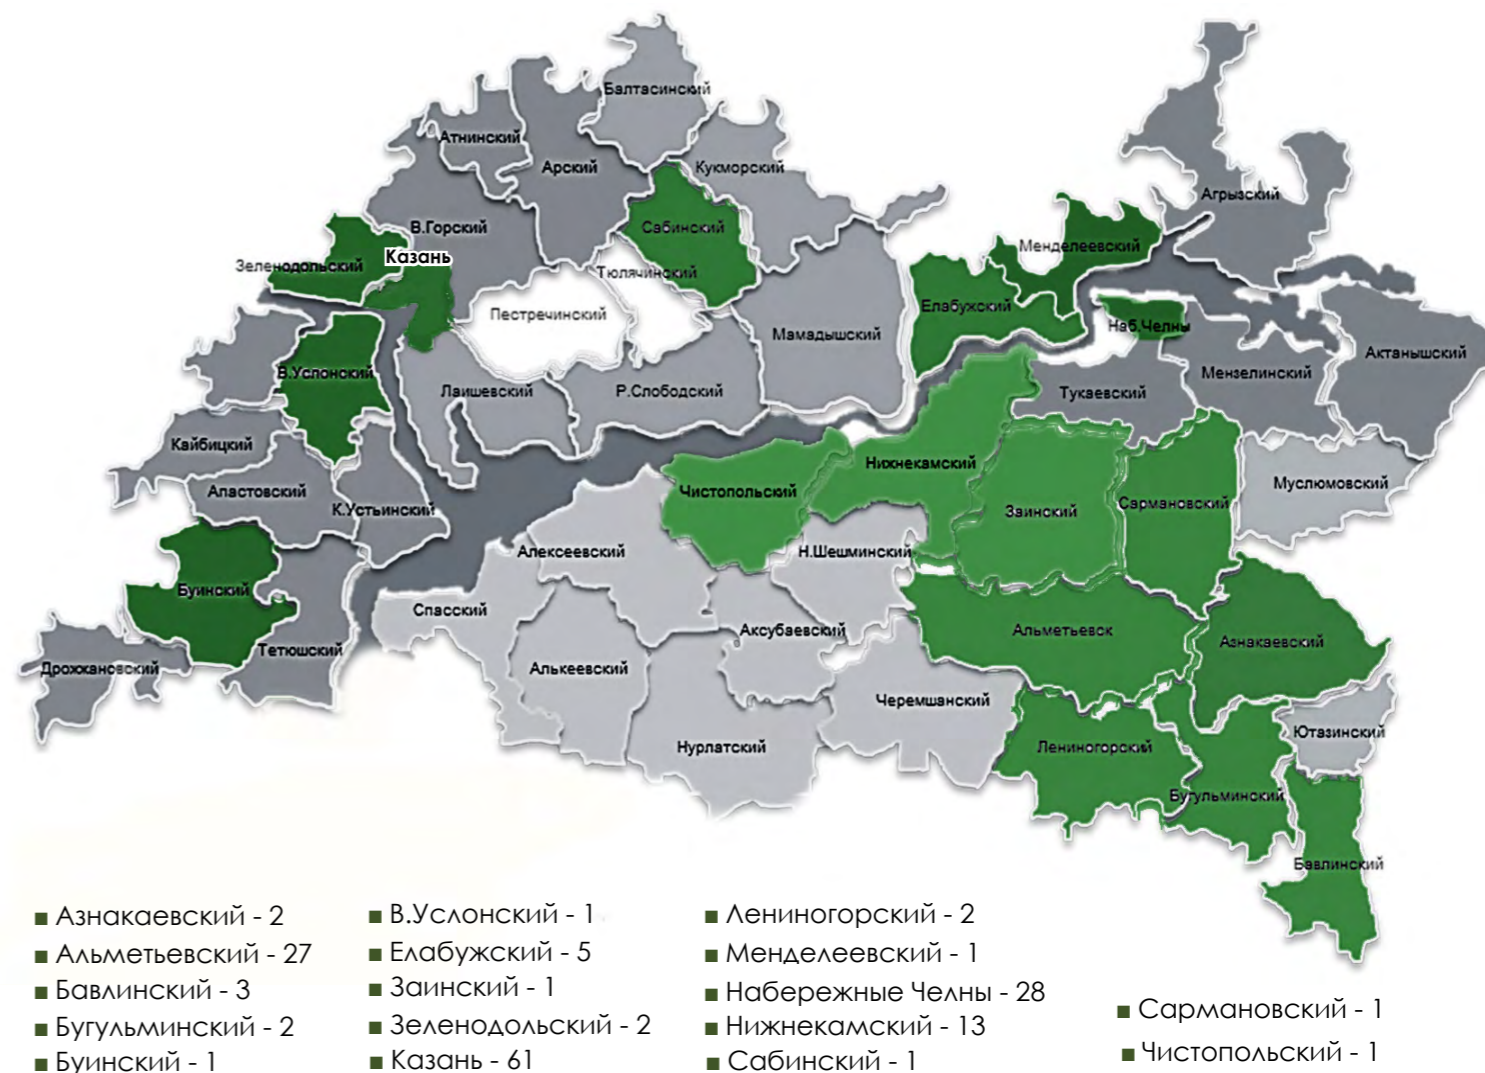 Балтасинский
Атнинский
Арский
Кукморский
Агрызский
В.Горский
Сабинский
Менделеевский
Казань
Зеленодольский
Тюлячинский
Елабужский
Пестречинский
Наб.Челны
Мамадышский
Актанышский
В.Услонский
Мензелинский
Лаишевский
Р.Слободский
Тукаевский
Кайбицкий
Нижнекамский
Муслюмовский
Апастовский
Чистопольский
Сармановский
К.Устьинский
Заинский
Алексеевский
Н.Шешминский
Буинский
Спасский
Аксубаевский
Альметьевск
Азнакаевский
Тетюшский
Дрожжановский
Алькеевский
Черемшанский
Ютазинский
Нурлатский
Лениногорский
Бугульминский
Бавлинский
Азнакаевский - 2
Альметьевский - 27
Бавлинский - 3
Бугульминский - 2
Буинский - 1
В.Услонский - 1
Елабужский - 5
Заинский - 1
Зеленодольский - 2
Казань - 61
Лениногорский - 2
Менделеевский - 1
Набережные Челны - 28
Нижнекамский - 13
Сабинский - 1
Сармановский - 1
Чистопольский - 1